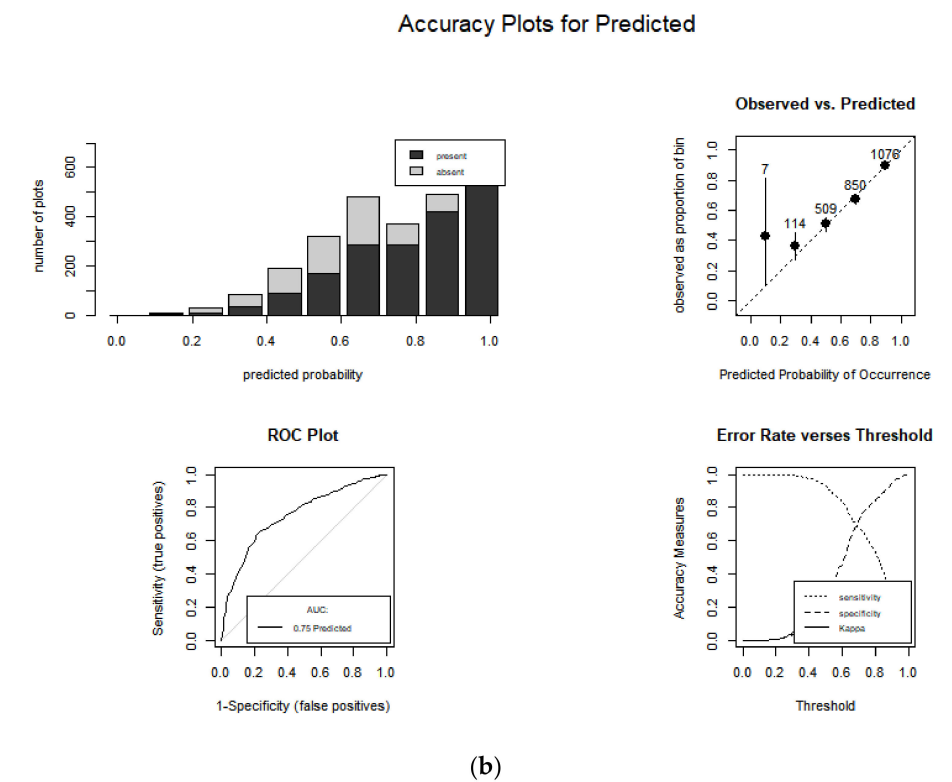 Accuracy Plots for Predicted
number of plots
0 200 400 600
present
absent
0.0 0.2 0.4 0.6 0.8 1.0
predicted probability
Observed vs. Predicted
observed as proportion of bin
0.0 0.2 0.4 0.6 0.8 1.0
7
114
509
850
1076
0.0 0.2 0.4 0.6 0.8 1.0
Predicted Probability of Occurrence
ROC Plot
Sensitivity (true positives)
0.0 0.2 0.4 0.6 0.8 1.0
AUC:
0.75 Predicted
0.0 0.2 0.4 0.6 0.8 1.0
1-Specificity (false positives)
Error Rate verses Threshold
Accuracy Measures
0.0 0.2 0.4 0.6 0.8 1.0
sensitivity
specificity
Kappa
0.0 0.2 0.4 0.6 0.8 1.0
Threshold
(b)